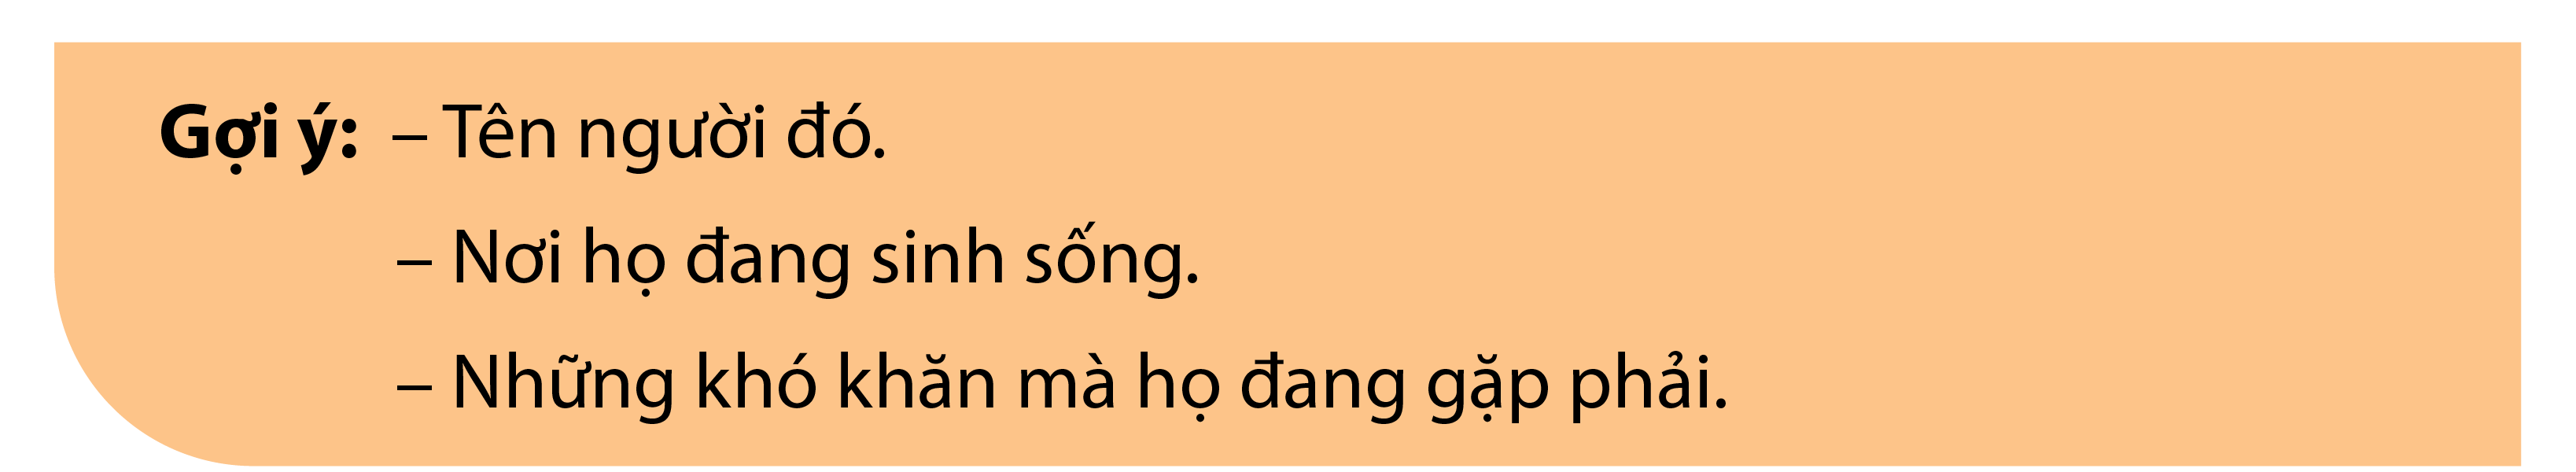 Gợi ý: – Tên người đó.
– Nơi họ đang sinh sống.
– Những khó khăn mà họ đang gặp phải.